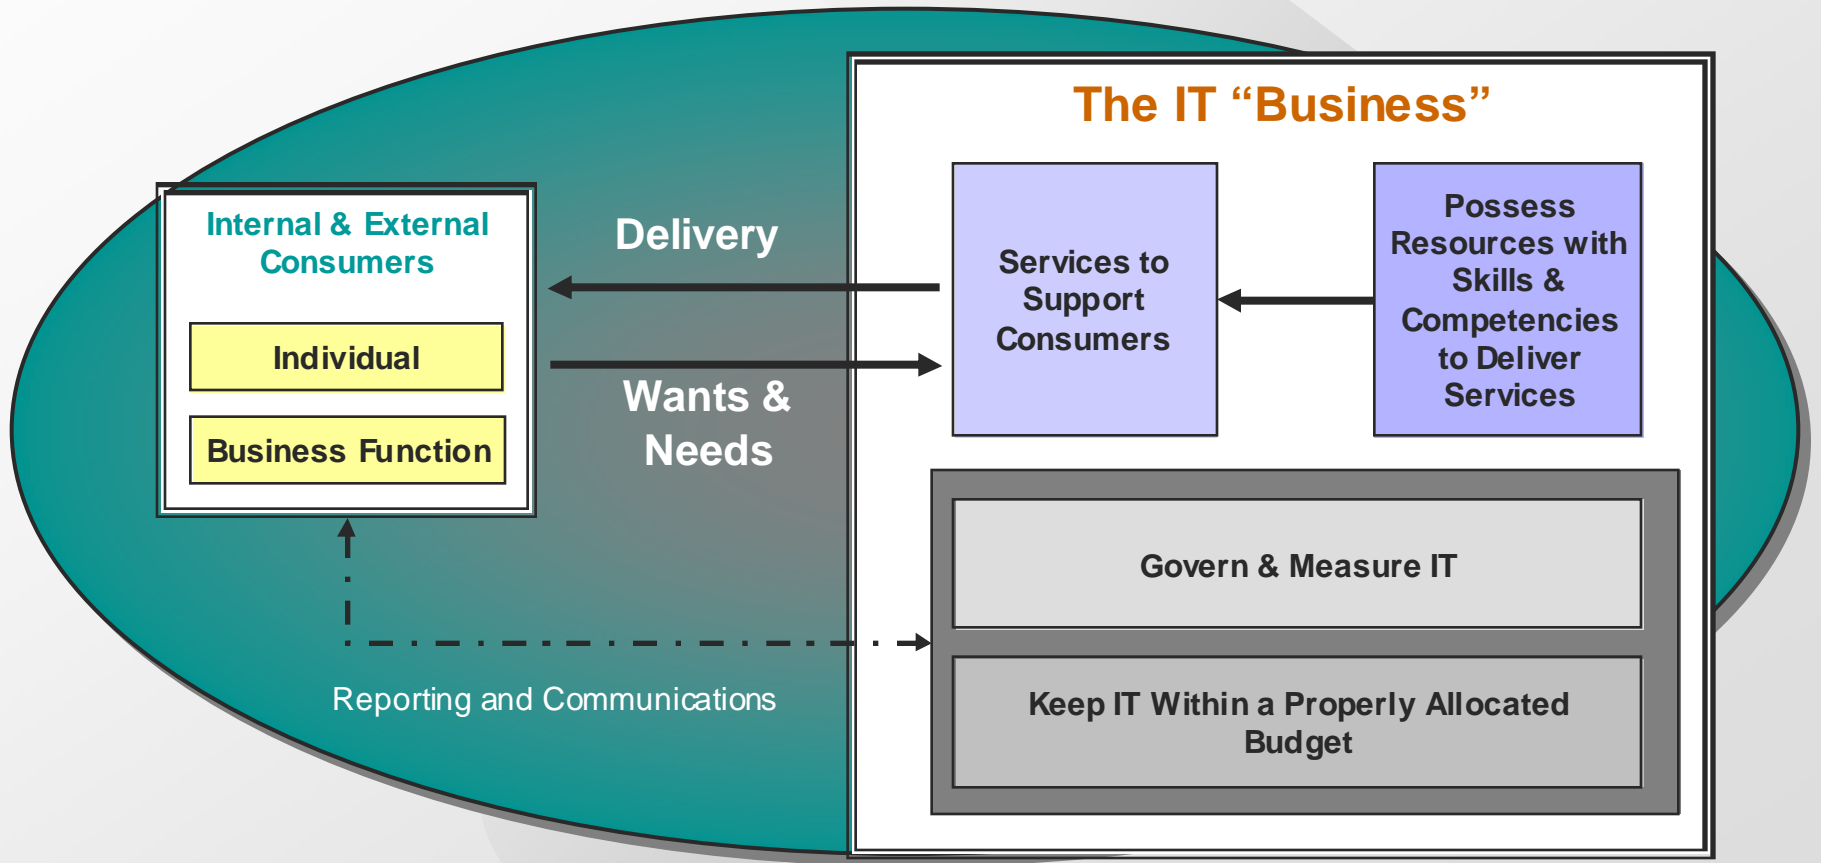 The IT “Business”
Internal & External
Consumers
Individual
Business Function
Delivery
Wants &
Needs
Services to
Support
Consumers
Possess
Resources with
Skills &
Competencies
to Deliver
Services
Govern & Measure IT
Keep IT Within a Properly Allocated
Budget
Reporting and Communications